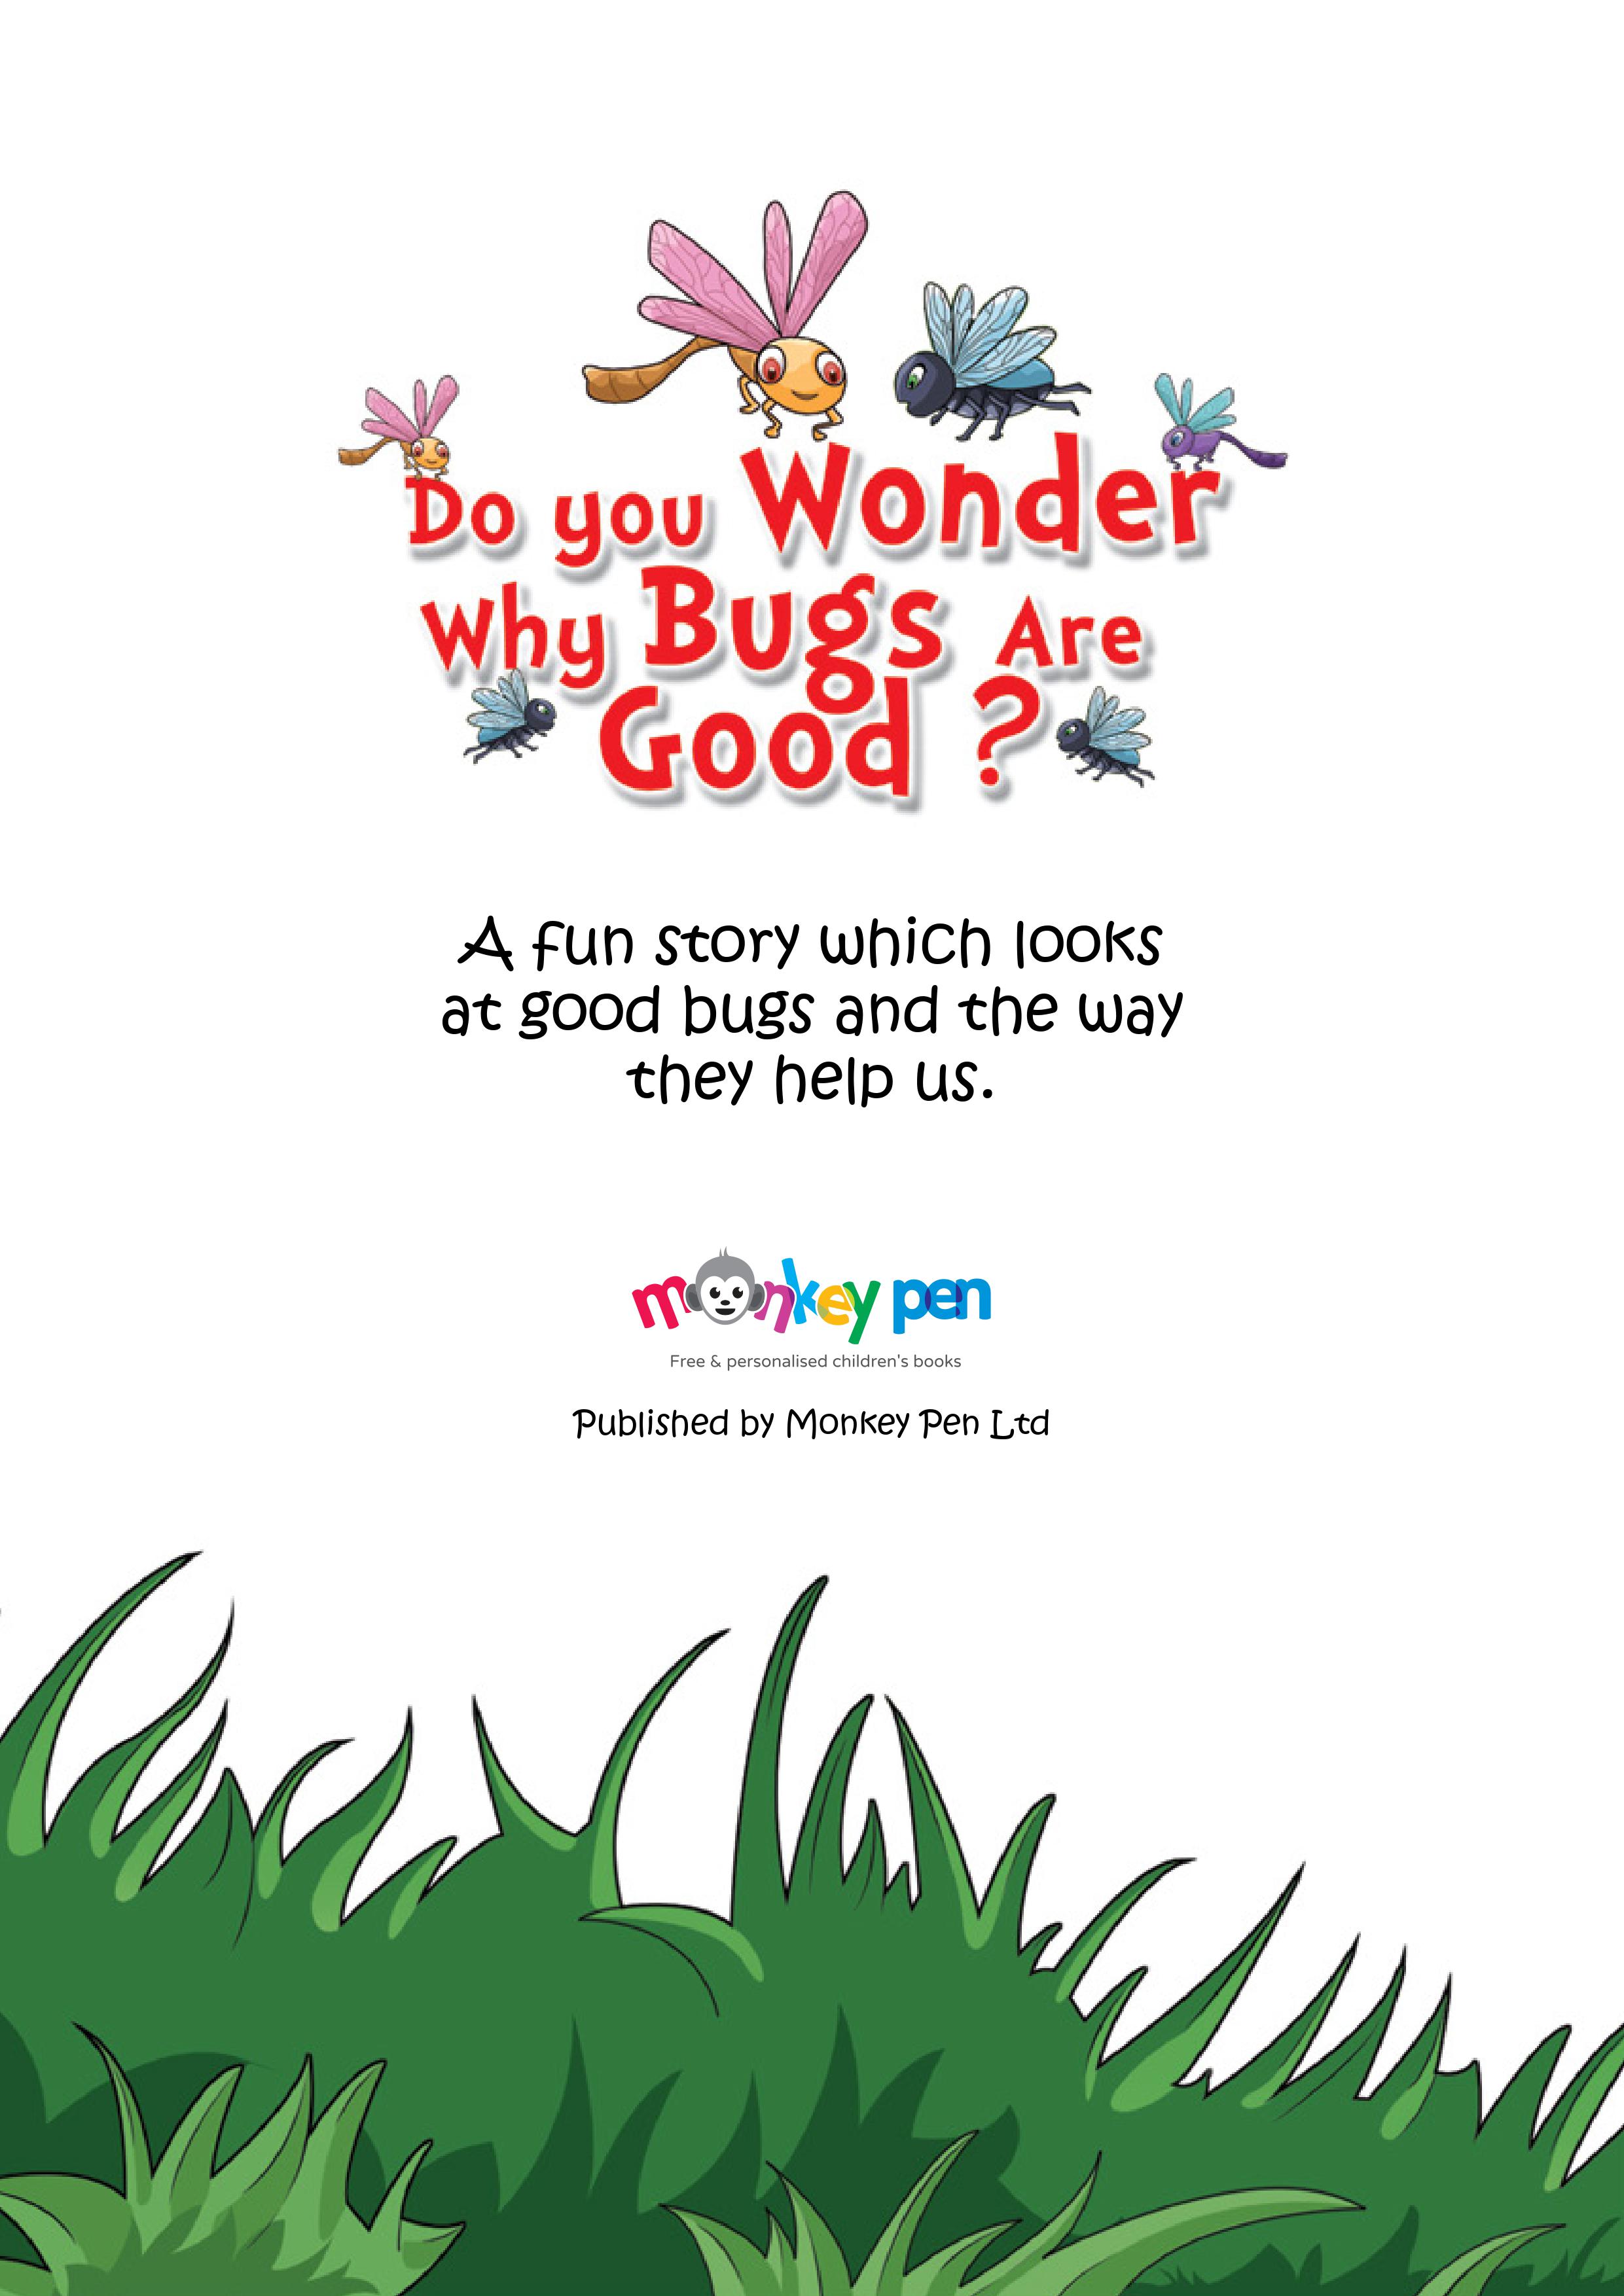 Do you Wonder
Why Bugs Are
Good ?
A fun story which looks
at good bugs and the way
they help us.
monkey pen
Free & personalised children's books
Published by Monkey Pen Ltd